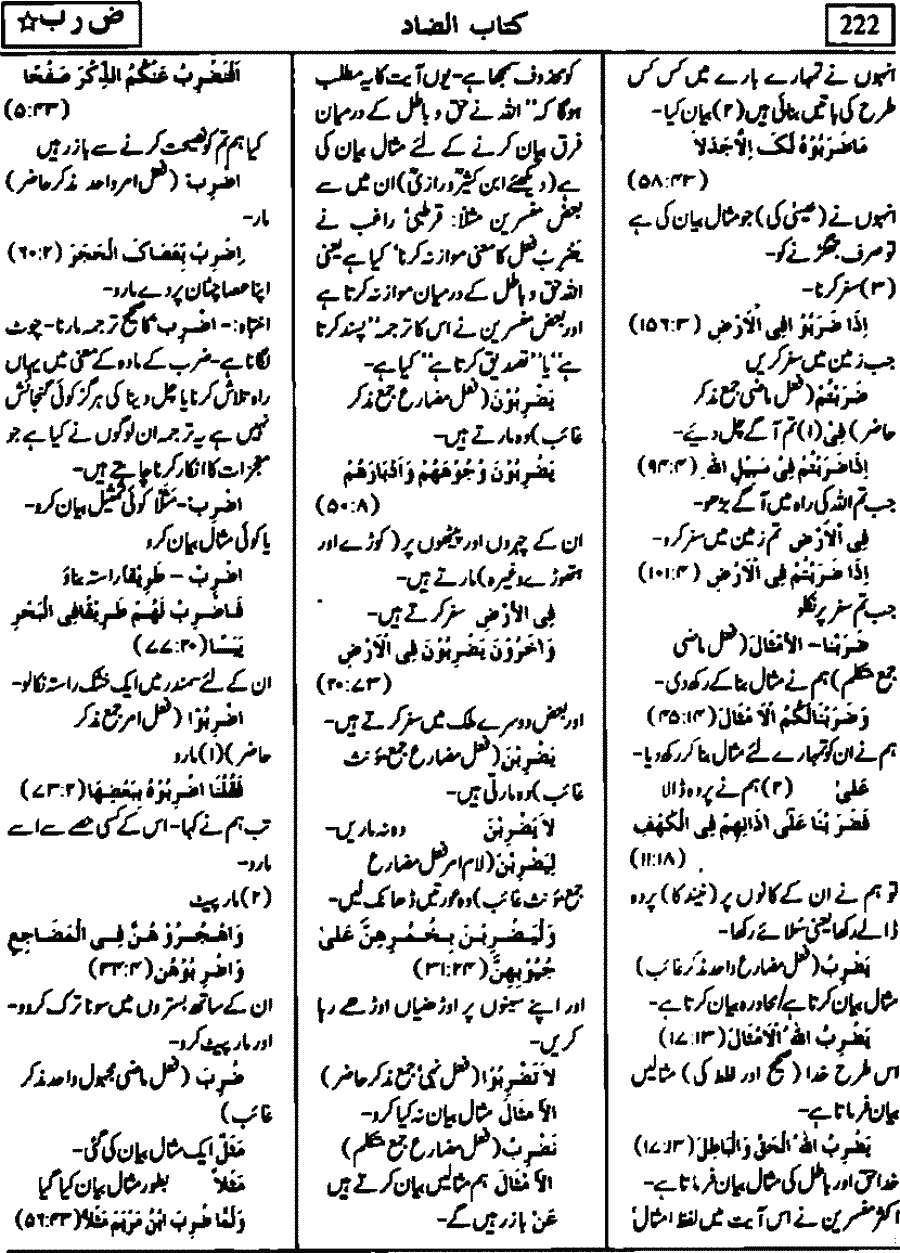 222
کتاب الضاد
ض ر ب ☆
انہوں نے تمہارے بارے میں کس کس
طرح کی باتیں بنائی ہیں (۲) بیان کیا۔
مَاضَرَبُوْهُ لَکَ اِلَّا جَدَلًا
(۵۸:۴۳)
انہوں نے (عیسیٰ کی) جو مثال بیان کی ہے
تو صرف جھگڑنے کو۔
(۳) سفر کرنا۔
اِذَا ضَرَبُوْا فِی الْاَرْضِ (۱۵۶:۳)
جب زمین میں سفر کریں
ضَرَبْتُمْ (فعل ماضی جمع مذکر
حاضر) فِیْ (۱) تم آگے چل دیے۔
اِذَاضَرَبْتُمْ فِیْ سَبِیْلِ اللّٰهِ (۹۴:۴)
جب تم اللہ کی راہ میں آگے بڑھو۔
فِی الْاَرْضِ تم زمین میں سفر کرو۔
اِذَا ضَرَبْتُمْ فِی الْاَرْضِ (۱۰۱:۴)
جب تم سفر پر نکلو
ضَرَبْنَا۔ الْاَمْثَالَ (فعل ماضی
جمع متکلم) ہم نے مثال بنا کے رکھ دی۔
وَضَرَبْنَالَکُمُ الْاَ مْثَالَ (۴۵:۱۴)
ہم نے ان کو تمہارے لئے مثال بنا کر رکھ دیا۔
عَلیٰ (۲) ہم نے پردہ ڈالا
فَضَرَ بْنَا عَلٰی اٰذَانِهِمْ فِی الْکَهْفِ
(۱۱:۱۸)
تو ہم نے ان کے کانوں پر (نیند کا) پردہ
ڈالے رکھا یعنی سُلائے رکھا۔
یَضْرِبُ (فعل مضارع واحد مذکر غائب)
مثال بیان کرتا ہے / محاورہ بیان کرتا ہے۔
یَضْرِبُ اللّٰهُ الْاَمْثَالَ (۱۷:۱۳)
اس طرح خدا (صحیح اور غلط کی) مثالیں
بیان فرماتا ہے۔
یَضْرِبُ اللّٰهُ الْحَقَّ وَالْبَاطِلَ (۱۷:۱۳)
خدا حق اور باطل کی مثال بیان فرماتا ہے۔
اکثر مفسرین نے اس آیت میں لفظ امثالُ
کو محذوف سمجھا ہے۔ یوں آیت کا یہ مطلب
ہوگا کہ "اللہ نے حق و باطل کے درمیان
فرق بیان کرنے کے لئے مثال بیان کی
ہے (دیکھئے ابن کثیرؒ و رازیؒ) ان میں سے
بعض مفسرین مثلاً: قرطبیؒ راغب نے
یَضْرِبُ فعل کا معنی موازنہ کرنا" کیا ہے یعنی
اللہ حق و باطل کے درمیان موازنہ کرتا ہے
اور بعض مفسرین نے اس کا ترجمہ "پسند کرتا
ہے" یا "تصدیق کرتا ہے" کیا ہے۔
یَضْرِبُوْنَ (فعل مضارع جمع مذکر
غائب) وہ مارتے ہیں۔
یَضْرِبُوْنَ وُجُوْهَهُمْ وَاَدْبَارَهُمْ
(۵۰:۸)
ان کے چہروں اور پیٹھوں پر (کوڑے اور
ہتھوڑے وغیرہ) مارتے ہیں۔
فِی الْاَرْضِ سفر کرتے ہیں۔
وَاٰخَرُوْنَ یَضْرِبُوْنَ فِی الْاَرْضِ
(۲۰:۷۳)
اور بعض دوسرے ملک میں سفر کرتے ہیں۔
یَضْرِبْنَ (فعل مضارع جمع مؤنث
غائب) وہ مارتی ہیں۔
لَا یَضْرِبْنَ وہ نہ ماریں۔
لِیَضْرِبْنَ (لام امر فعل مضارع
جمع مؤنث غائب) وہ عورتیں ڈھانک لیں۔
وَلْیَضْرِبْنَ بِخُمُرِهِنَّ عَلیٰ
جُیُوْبِهِنَّ (۳۱:۲۴)
اور اپنے سینوں پر اوڑھنیاں اوڑھے رہا
کریں۔
لَا تَضْرِبُوْا (فعل نہی جمع مذکر حاضر)
الْاَ مْثَالَ مثال بیان نہ کیا کرو۔
نَضْرِبُ (فعل مضارع جمع متکلم)
الْاَ مْثَالَ ہم مثالیں بیان کرتے ہیں
عَنْ باز رہیں گے۔
اَفَنَضْرِبُ عَنْکُمُ الذِّکْرَ صَفْحًا
(۵:۴۳)
کیا ہم تم کو نصیحت کرنے سے باز رہیں
اضْرِبْ (فعل امر واحد مذکر حاضر)
مار۔
اِضْرِبْ بِّعَصَاکَ الْحَجَرَ (۶۰:۲)
اپنا عصا چٹان پر دے مارو۔
انتباہ:۔ اضْرِبْ کا صحیح ترجمہ مارنا۔ چوٹ
لگانا ہے۔ ضرب کے مادہ کے معنی میں یہاں
راہ تلاش کرنا یا چل دینا کی ہرگز کوئی گنجائش
نہیں ہے یہ ترجمہ ان لوگوں نے کیا ہے جو
معجزات کا انکار کرنا چاہتے ہیں۔
اضْرِبْ۔ مَثَلًا کوئی تمثیل بیان کرو۔
یا کوئی مثال بیان کرو
اضْرِبْ۔ طَرِیْقًا راستہ بناؤ
فَاضْرِبْ لَهُمْ طَرِیْقًافِی الْبَحْرِ
یَبَسًا (۷۷:۲۰)
ان کے لئے سمندر میں ایک خشک راستہ نکالو۔
اضْرِبُوْا (فعل امر جمع مذکر
حاضر) (۱) مارو
فَقُلْنَا اضْرِبُوْهُ بِبَعْضِهَا (۷۳:۲)
تب ہم نے کہا۔ اس کے کسی حصے سے اسے
مارو۔
(۲) مار پیٹ
وَاهْجُرُوْ هُنَّ فِی الْمَضَاجِعِ
وَاضْرِ بُوْهُن (۳۴:۴)
ان کے ساتھ بستروں میں سونا ترک کردو۔
اور مار پیٹ کرو۔
ضُرِبَ (فعل ماضی مجہول واحد مذکر
غائب)
مَثَلٌ ایک مثال بیان کی گئی۔
مَثَلًا بطور مثال بیان کیا گیا
وَلَمَّا ضُرِبَ ابْنُ مَرْیَمَ مَثَلًا (۵۶:۴۳)